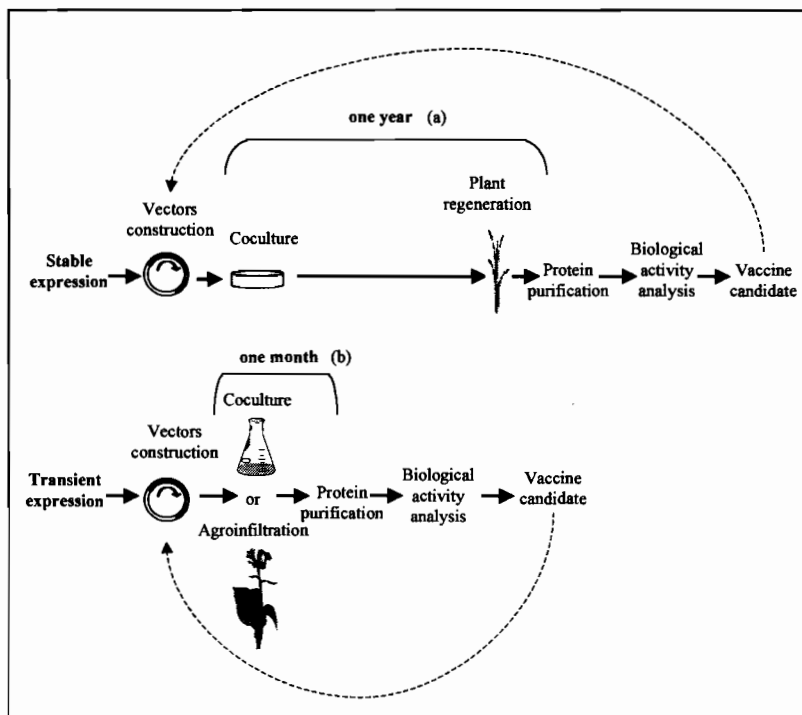 one year (a)
Plant
regeneration
Vectors
construction
Coculture
Stable
expression
Protein
purification
Biological
activity
analysis
Vaccine
candidate
one month (b)
Coculture
Vectors
construction
Transient
expression
or
Agroinfiltration
Protein
purification
Biological
activity
analysis
Vaccine
candidate